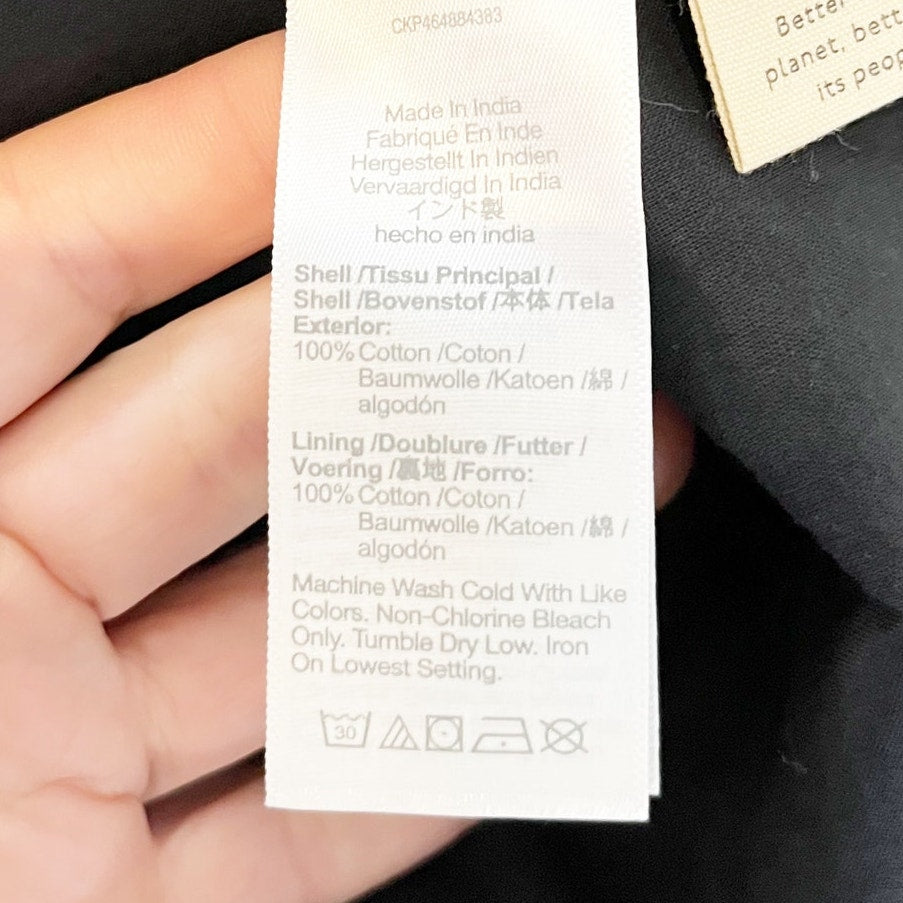 CKP464884383
Made In India
Fabriqué En Inde
Hergestellt In Indien
Vervaardigd In India
インド製
hecho en india
Shell /Tissu Principal /
Shell /Bovenstof /本体 /Tela
Exterior:
100% Cotton /Coton /
Baumwolle /Katoen /綿 /
algodón
Lining /Doublure /Futter /
Voering /裏地 /Forro:
100% Cotton /Coton /
Baumwolle /Katoen /綿 /
algodón
Machine Wash Cold With Like
Colors. Non-Chlorine Bleach
Only. Tumble Dry Low. Iron
On Lowest Setting.
30
Better
planet, bett
its peop